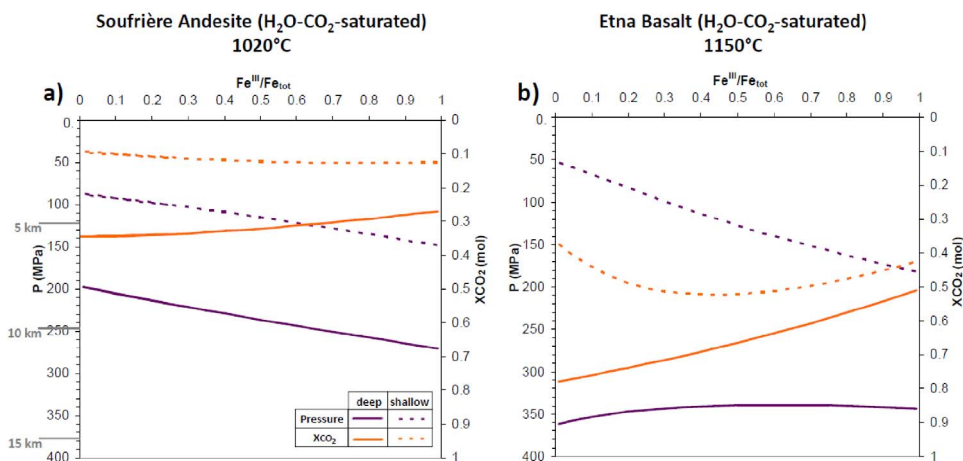 Soufrière Andesite (H₂O-CO₂-saturated)
1020°C
Etna Basalt (H₂O-CO₂-saturated)
1150°C
a)
Feᴵᴵᴵ/Feₜₒₜ
0 0.1 0.2 0.3 0.4 0.5 0.6 0.7 0.8 0.9 1
0.
50
100
150
200
250
300
350
400
P (MPa)
5 km
10 km
15 km
0
0.1
0.2
0.3
0.4
0.5
0.6
0.7
0.8
0.9
1
XCO₂ (mol)
deep shallow
Pressure
Xco₂
b)
Feᴵᴵᴵ/Feₜₒₜ
0 0.1 0.2 0.3 0.4 0.5 0.6 0.7 0.8 0.9 1
0.
50
100
150
200
250
300
350
400
P (MPa)
0
0.1
0.2
0.3
0.4
0.5
0.6
0.7
0.8
0.9
1
XCO₂ (mol)